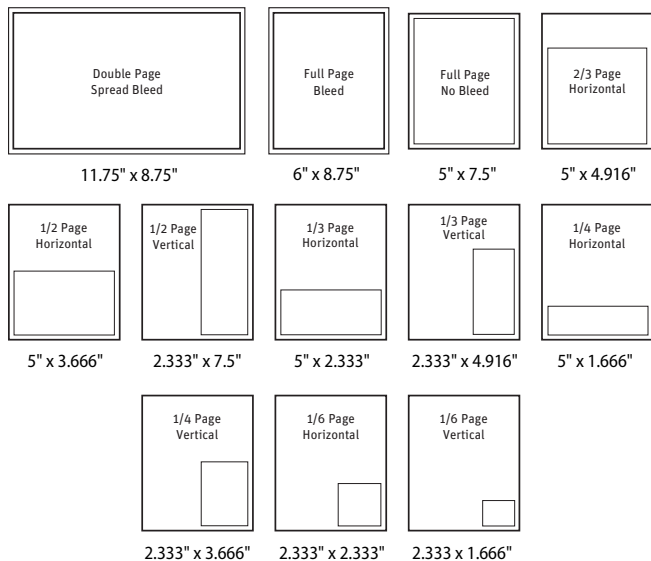 Double Page
Spread Bleed
11.75" x 8.75"
Full Page
Bleed
6" x 8.75"
Full Page
No Bleed
5" x 7.5"
2/3 Page
Horizontal
5" x 4.916"
1/2 Page
Horizontal
5" x 3.666"
1/2 Page
Vertical
2.333" x 7.5"
1/3 Page
Horizontal
5" x 2.333"
1/3 Page
Vertical
2.333" x 4.916"
1/4 Page
Horizontal
5" x 1.666"
1/4 Page
Vertical
2.333" x 3.666"
1/6 Page
Horizontal
2.333" x 2.333"
1/6 Page
Vertical
2.333 x 1.666"